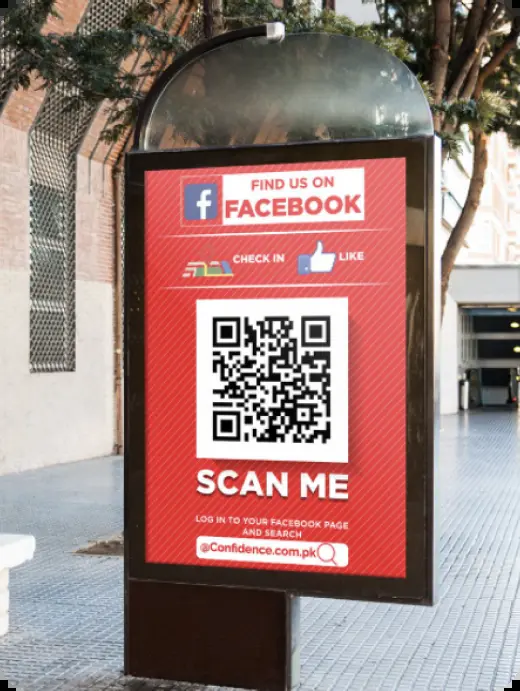 f
FIND US ON
FACEBOOK
CHECK IN
LIKE
SCAN ME
LOG IN TO YOUR FACEBOOK PAGE
AND SEARCH
@Confidence.com.pk